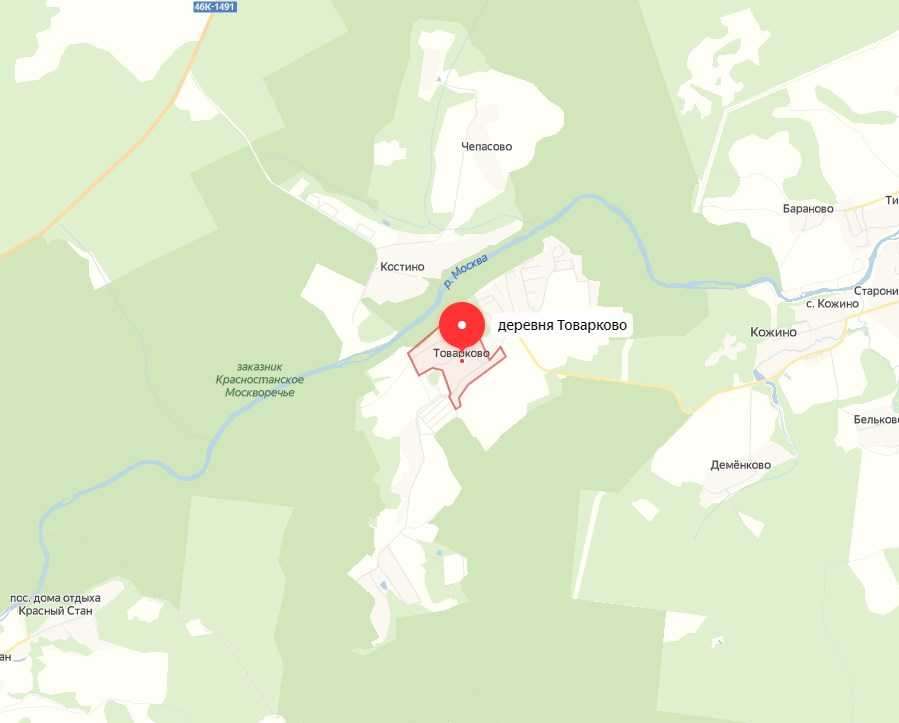 46К-1491
Чепасово
Бараново
Ти
Костино
р. Москва
Старони
с. Кожино
деревня Товарково
Кожино
Товарково
заказник
Красностанское
Москворечье
Бельково
Демёнково
пос. дома отдыха
Красный Стан
ан